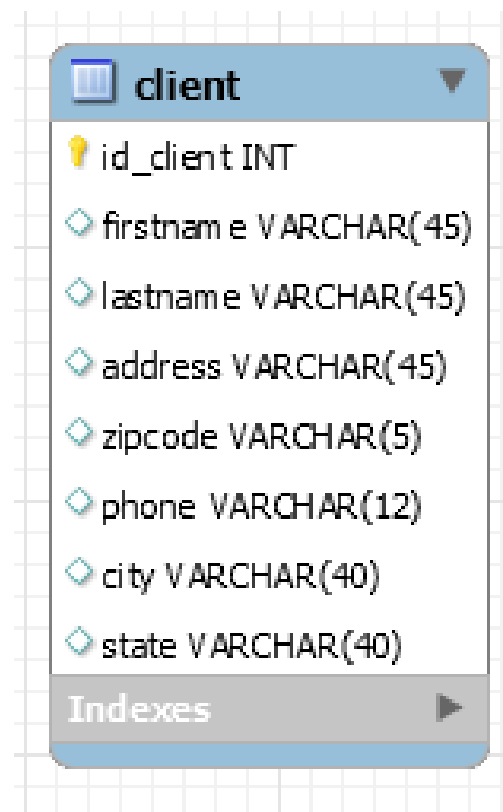 client
id_client INT
firstname VARCHAR(45)
lastname VARCHAR(45)
address VARCHAR(45)
zipcode VARCHAR(5)
phone VARCHAR(12)
city VARCHAR(40)
state VARCHAR(40)
Indexes